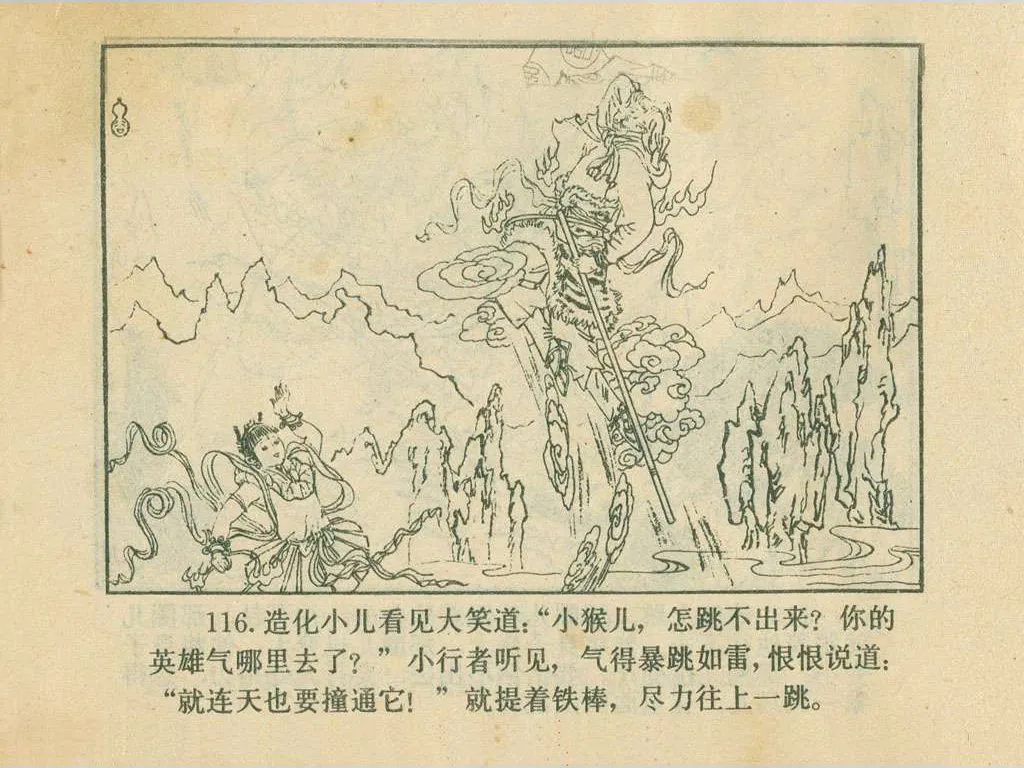 116. 造化小儿看见大笑道：“小猴儿，怎跳不出来？你的
英雄气哪里去了？”小行者听见，气得暴跳如雷，恨恨说道：
“就连天也要撞通它！”就提着铁棒，尽力往上一跳。